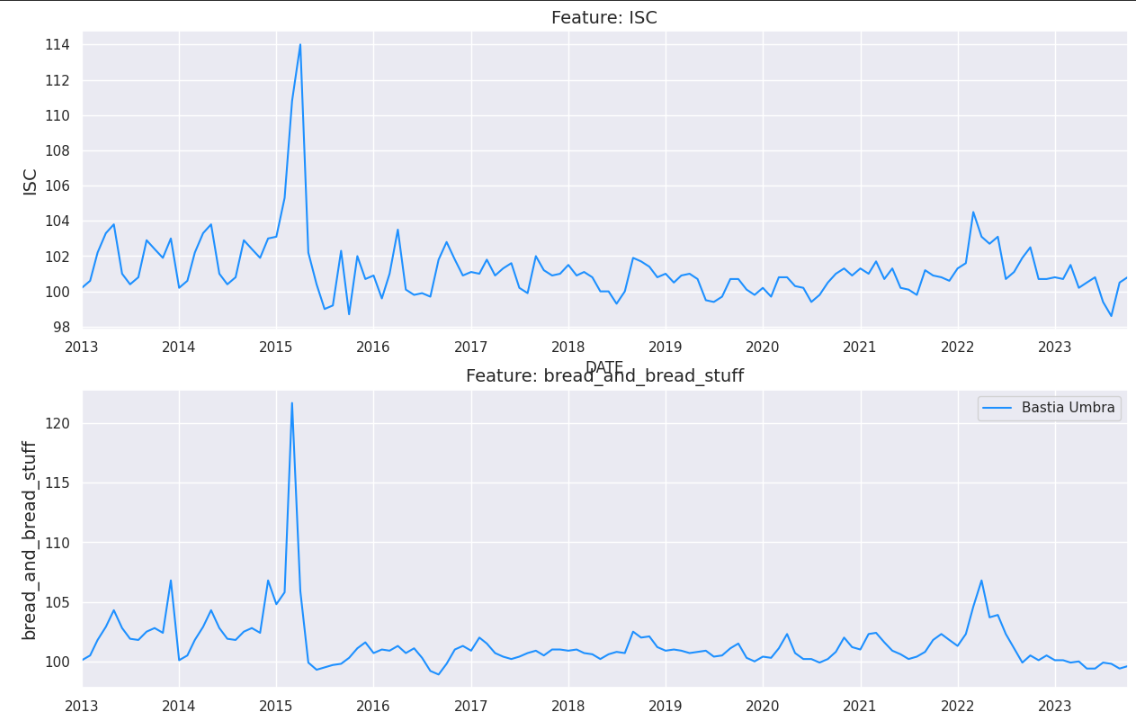 Feature: ISC
114
112
110
108
106
104
102
100
98
ISC
2013 2014 2015 2016 2017 2018 2019 2020 2021 2022 2023
DATE
Feature: bread_and_bread_stuff
Bastia Umbra
120
115
110
105
100
bread_and_bread_stuff
2013 2014 2015 2016 2017 2018 2019 2020 2021 2022 2023